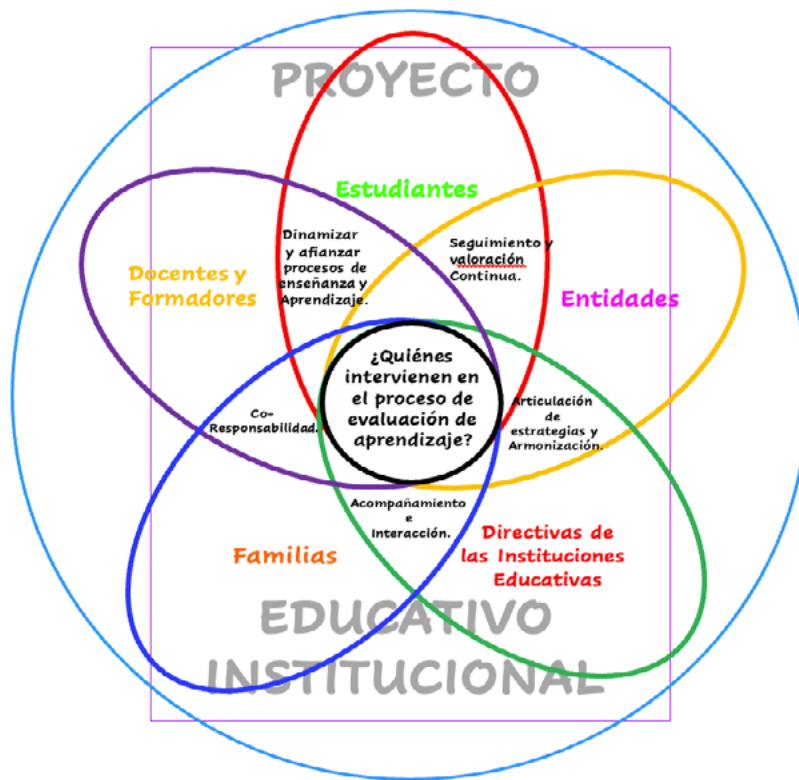 PROYECTO
Estudiantes
Dinamizar
y afianzar
procesos de
enseñanza y
Aprendizaje.
Seguimiento y
valoración
Continua.
Docentes y
Formadores
Entidades
¿Quiénes
intervienen en
el proceso de
evaluación de
aprendizaje?
Co-
Responsabilidad.
Articulación
de
estrategias y
Armonización.
Acompañamiento
e
Interacción.
Familias
Directivas de
las Instituciones
Educativas
EDUCATIVO
INSTITUCIONAL